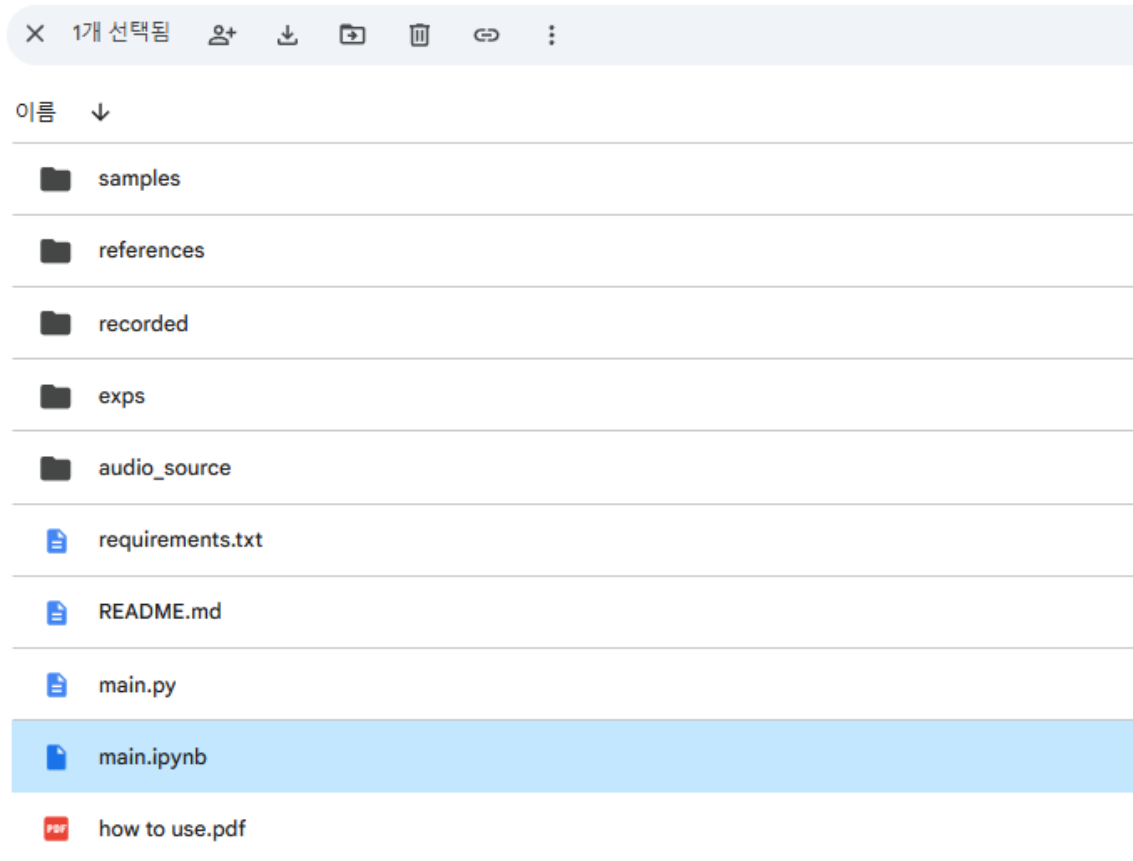 1개 선택됨
이름
samples
references
recorded
exps
audio_source
requirements.txt
README.md
main.py
main.ipynb
PDF how to use.pdf